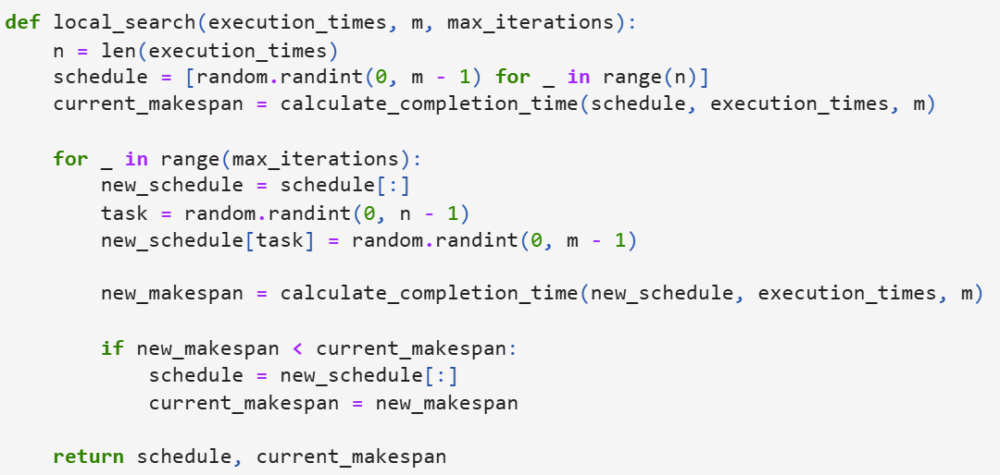 def local_search(execution_times, m, max_iterations):
    n = len(execution_times)
    schedule = [random.randint(0, m - 1) for _ in range(n)]
    current_makespan = calculate_completion_time(schedule, execution_times, m)

    for _ in range(max_iterations):
        new_schedule = schedule[:]
        task = random.randint(0, n - 1)
        new_schedule[task] = random.randint(0, m - 1)

        new_makespan = calculate_completion_time(new_schedule, execution_times, m)

        if new_makespan < current_makespan:
            schedule = new_schedule[:]
            current_makespan = new_makespan

    return schedule, current_makespan